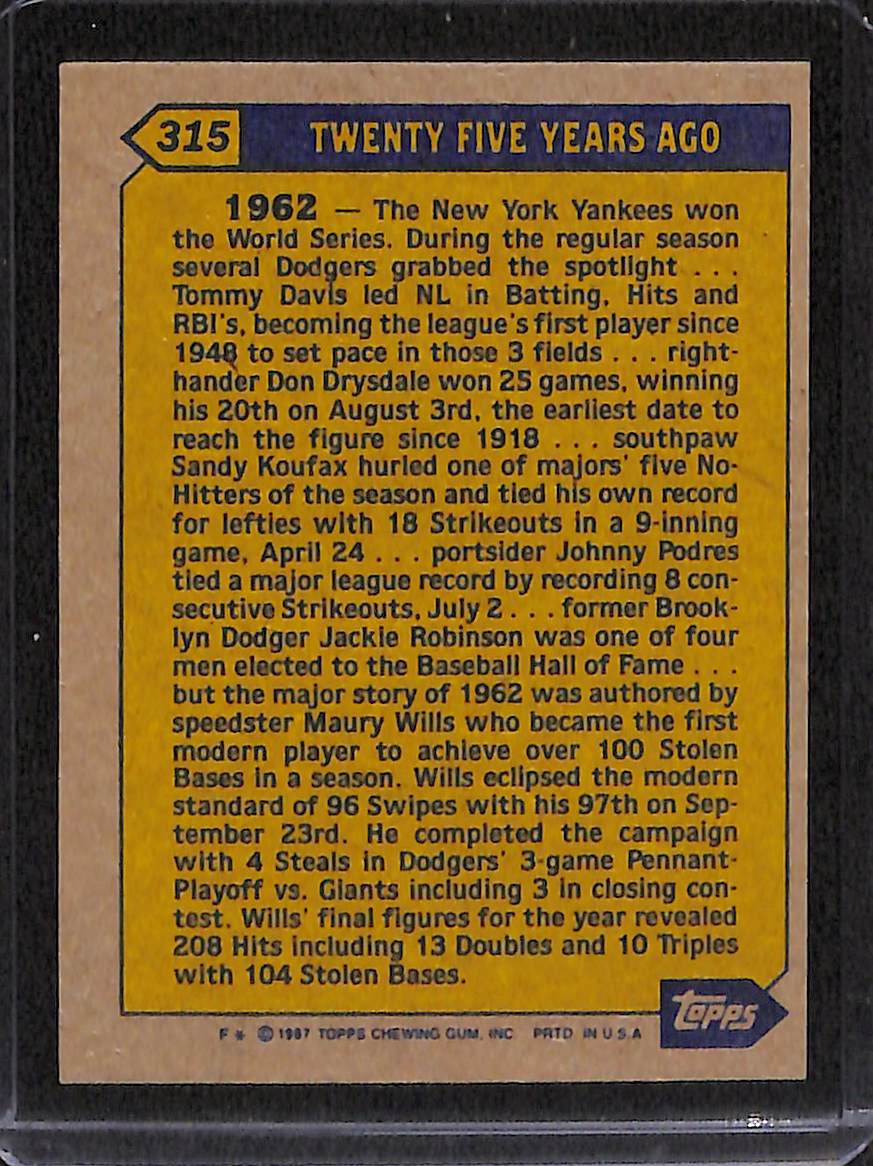 315 TWENTY FIVE YEARS AGO
1962 — The New York Yankees won
the World Series. During the regular season
several Dodgers grabbed the spotlight . . .
Tommy Davis led NL in Batting, Hits and
RBI's, becoming the league's first player since
1948 to set pace in those 3 fields . . . right-
hander Don Drysdale won 25 games, winning
his 20th on August 3rd, the earliest date to
reach the figure since 1918 . . . southpaw
Sandy Koufax hurled one of majors' five No-
Hitters of the season and tied his own record
for lefties with 18 Strikeouts in a 9-inning
game, April 24 . . . portsider Johnny Podres
tied a major league record by recording 8 con-
secutive Strikeouts, July 2 . . . former Brook-
lyn Dodger Jackie Robinson was one of four
men elected to the Baseball Hall of Fame . . .
but the major story of 1962 was authored by
speedster Maury Wills who became the first
modern player to achieve over 100 Stolen
Bases in a season. Wills eclipsed the modern
standard of 96 Swipes with his 97th on Sep-
tember 23rd. He completed the campaign
with 4 Steals in Dodgers' 3-game Pennant-
Playoff vs. Giants including 3 in closing con-
test. Wills' final figures for the year revealed
208 Hits including 13 Doubles and 10 Triples
with 104 Stolen Bases.
topps
F * © 1987 TOPPS CHEWING GUM, INC PRTD IN U S A